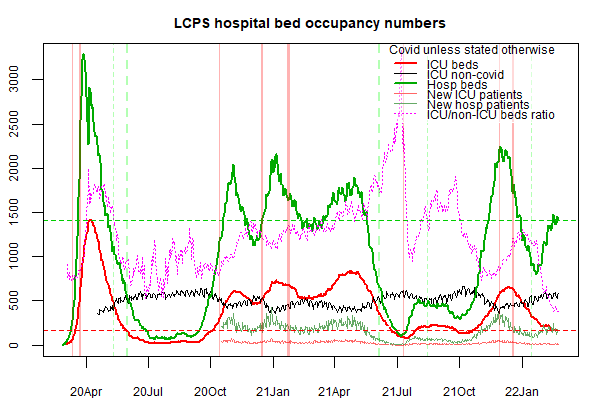 LCPS hospital bed occupancy numbers
Covid unless stated otherwise
ICU beds
ICU non-covid
Hosp beds
New ICU patients
New hosp patients
ICU/non-ICU beds ratio
3000
2500
2000
1500
1000
500
0
20Apr 20Jul 20Oct 21Jan 21Apr 21Jul 21Oct 22Jan